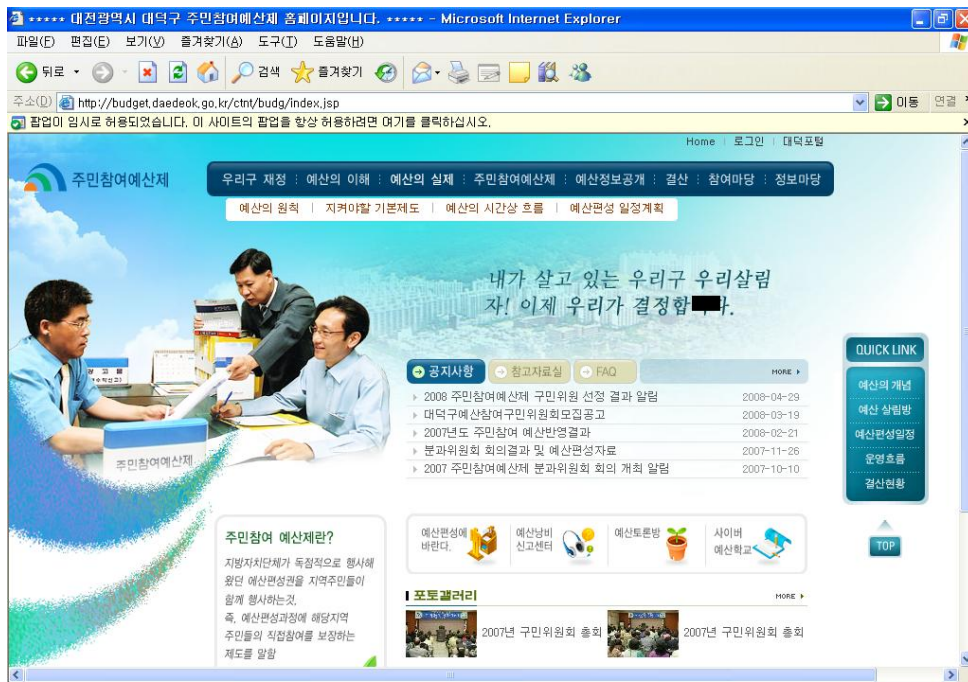 ***** 대전광역시 대덕구 주민참여예산제 홈페이지입니다. ***** - Microsoft Internet Explorer
파일(F) 편집(E) 보기(V) 즐겨찾기(A) 도구(T) 도움말(H)
뒤로 검색 즐겨찾기
주소(D) http://budget.daedeok.go.kr/ctnt/budg/index.jsp 이동 연결
팝업이 임시로 허용되었습니다. 이 사이트의 팝업을 항상 허용하려면 여기를 클릭하십시오.
Home | 로그인 | 대덕포털
주민참여예산제
우리구 재정 : 예산의 이해 : 예산의 실제 : 주민참여예산제 : 예산정보공개 : 결산 : 참여마당 : 정보마당
예산의 원칙 | 지켜야할 기본제도 | 예산의 시간상 흐름 | 예산편성 일정계획
내가 살고 있는 우리구 우리살림
자! 이제 우리가 결정합
주민참여예산제
공지사항 참고자료실 FAQ MORE
2008 주민참여예산제 구민위원 선정 결과 알림 2008-04-29
대덕구예산참여구민위원회모집공고 2008-03-19
2007년도 주민참여 예산반영결과 2008-02-21
분과위원회 회의결과 및 예산편성자료 2007-11-26
2007 주민참여예산제 분과위원회 회의 개최 알림 2007-10-10
QUICK LINK
예산의 개념
예산 살림방
예산편성일정
운영흐름
결산현황
TOP
주민참여 예산제란?
지방자치단체가 독점적으로 행사해
왔던 예산편성권을 지역주민들이
함께 행사하는것,
즉, 예산편성과정에 해당지역
주민들의 직접참여를 보장하는
제도를 말함
예산편성에
바란다.
예산낭비
신고센터
예산토론방
사이버
예산학교
포토갤러리 MORE
2007년 구민위원회 총회 2007년 구민위원회 총회